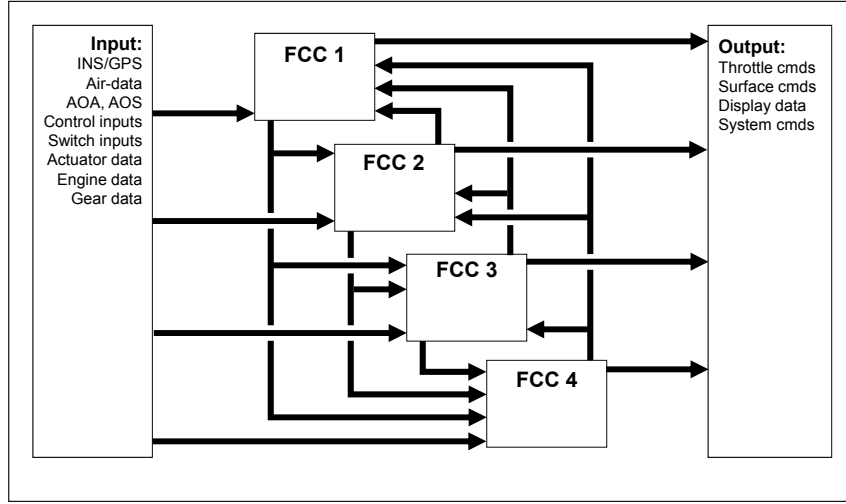 Input:
INS/GPS
Air-data
AOA, AOS
Control inputs
Switch inputs
Actuator data
Engine data
Gear data
FCC 1
FCC 2
FCC 3
FCC 4
Output:
Throttle cmds
Surface cmds
Display data
System cmds